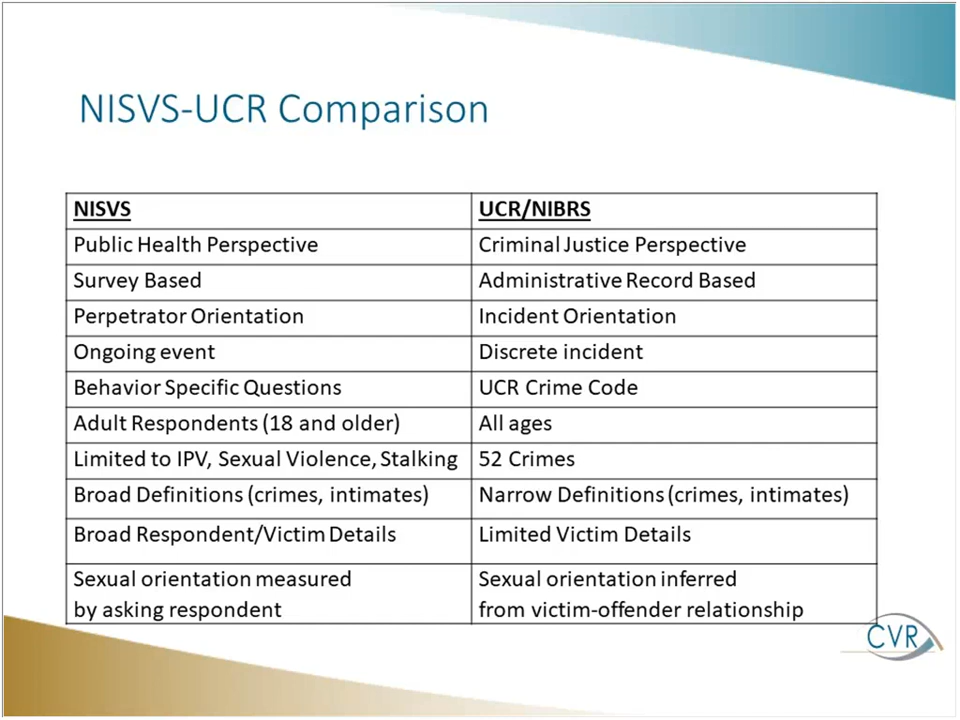 NISVS-UCR Comparison
NISVS UCR/NIBRS
Public Health Perspective Criminal Justice Perspective
Survey Based Administrative Record Based
Perpetrator Orientation Incident Orientation
Ongoing event Discrete incident
Behavior Specific Questions UCR Crime Code
Adult Respondents (18 and older) All ages
Limited to IPV, Sexual Violence, Stalking 52 Crimes
Broad Definitions (crimes, intimates) Narrow Definitions (crimes, intimates)
Broad Respondent/Victim Details Limited Victim Details
Sexual orientation measured Sexual orientation inferred
by asking respondent from victim-offender relationship
CVR